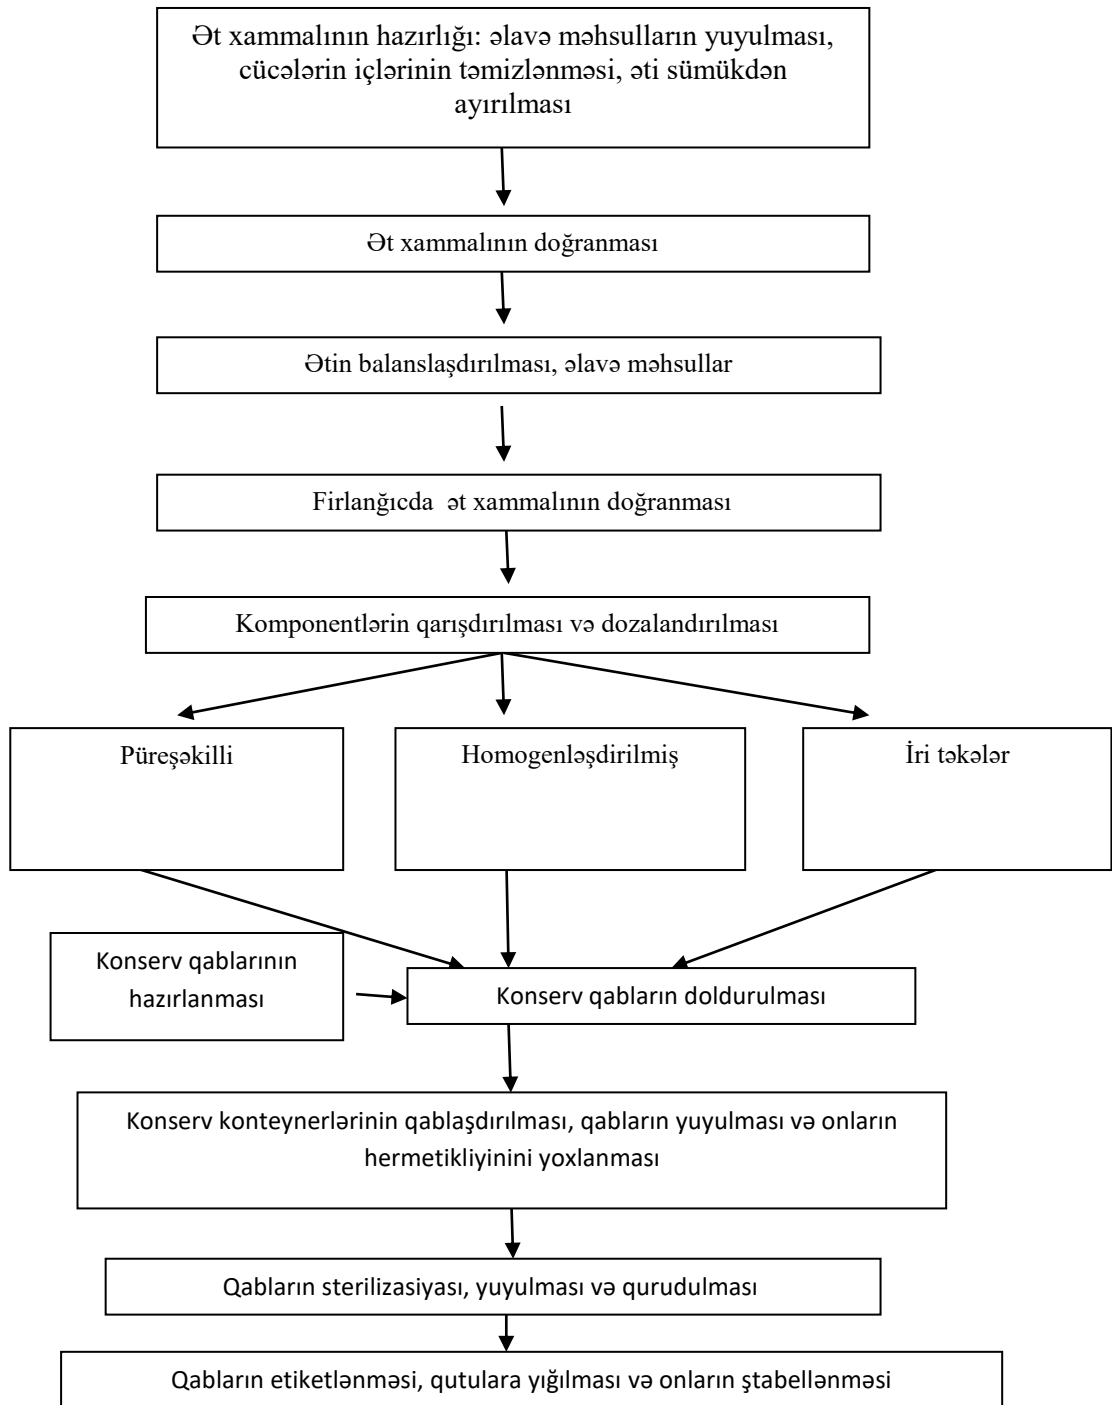 Ət xammalının hazırlığı: əlavə məhsulların yuyulması,
cücələrin içlərinin təmizlənməsi, əti sümükdən
ayırılması
Ət xammalının doğranması
Ətin balanslaşdırılması, əlavə məhsullar
Firlanğıcda ət xammalının doğranması
Komponentlərin qarışdırılması və dozalandırılması
Püreşəkilli
Homogenləşdirilmiş
İri təkələr
Konserv qablarının
hazırlanması
Konserv qabların doldurulması
Konserv konteynerlərinin qablaşdırılması, qabların yuyulması və onların
hermetikliyinini yoxlanması
Qabların sterilizasiyası, yuyulması və qurudulması
Qabların etiketlənməsi, qutulara yığılması və onların ştabellənməsi